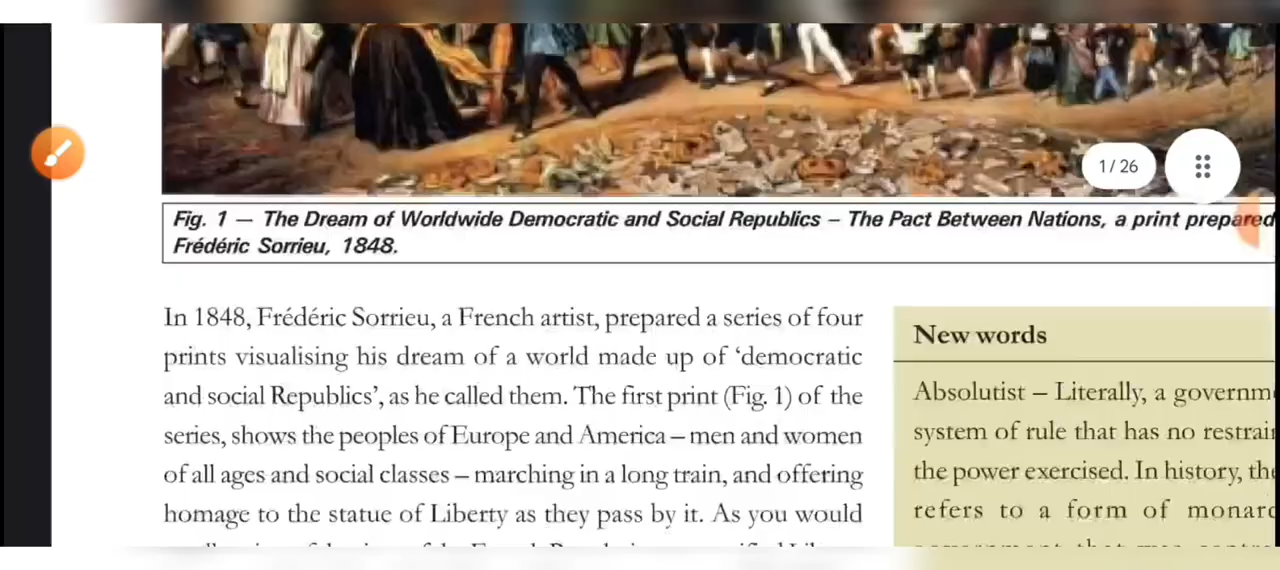 1 / 26
Fig. 1 — The Dream of Worldwide Democratic and Social Republics – The Pact Between Nations, a print prepared
Frédéric Sorrieu, 1848.
In 1848, Frédéric Sorrieu, a French artist, prepared a series of four
prints visualising his dream of a world made up of ‘democratic
and social Republics’, as he called them. The first print (Fig. 1) of the
series, shows the peoples of Europe and America – men and women
of all ages and social classes – marching in a long train, and offering
homage to the statue of Liberty as they pass by it. As you would
New words
Absolutist – Literally, a governm
system of rule that has no restrai
the power exercised. In history, th
refers to a form of monarc